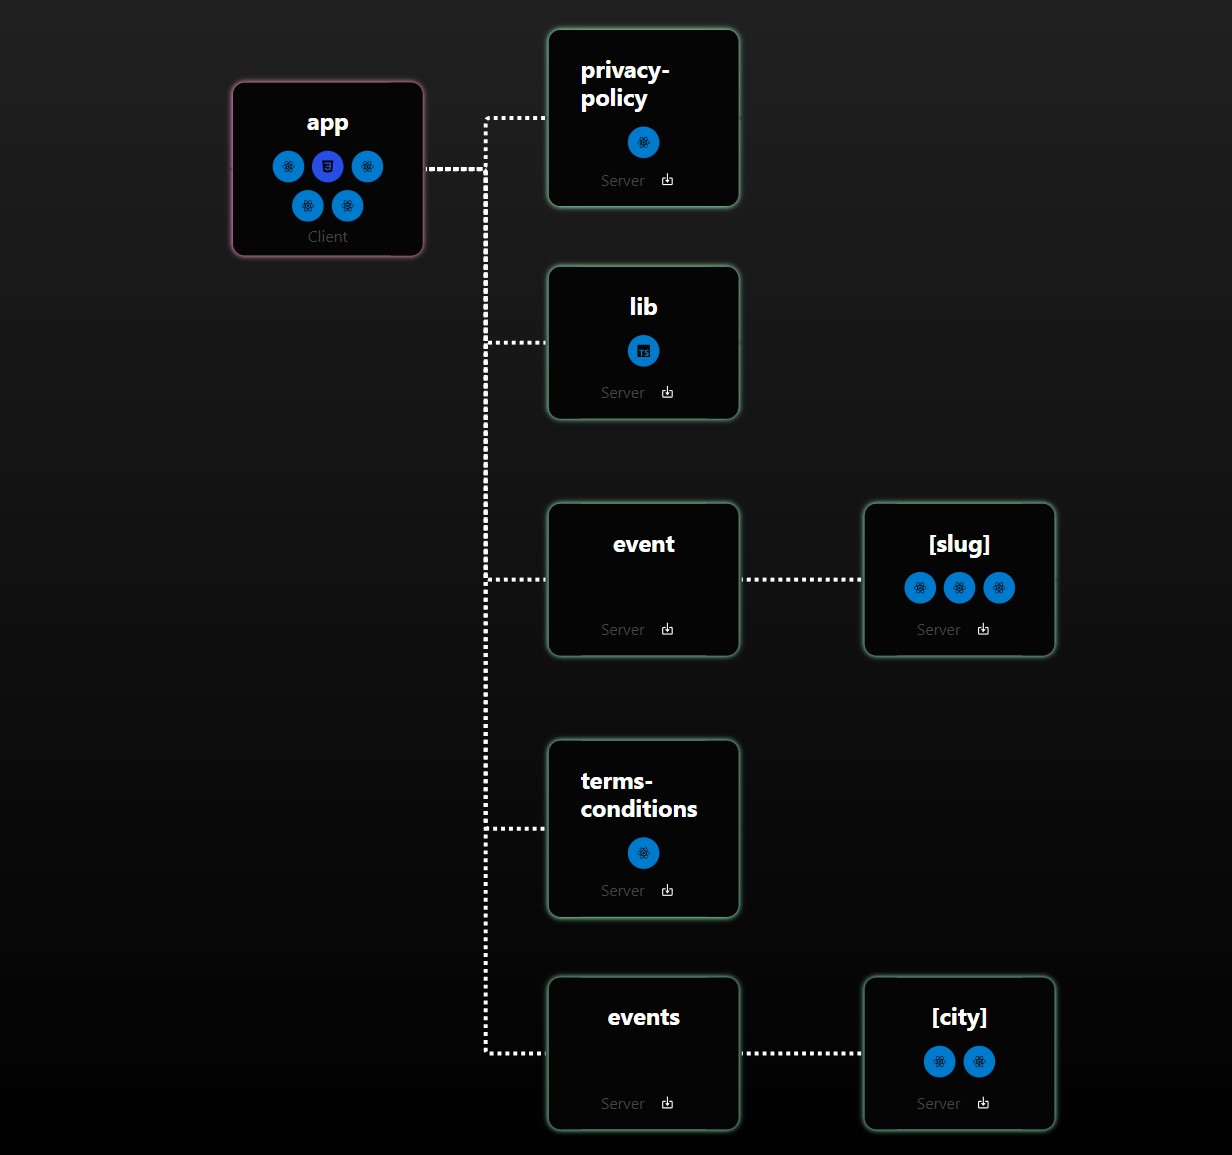 app
Client
privacy-
policy
Server
lib
TS
Server
event
Server
[slug]
Server
terms-
conditions
Server
events
Server
[city]
Server